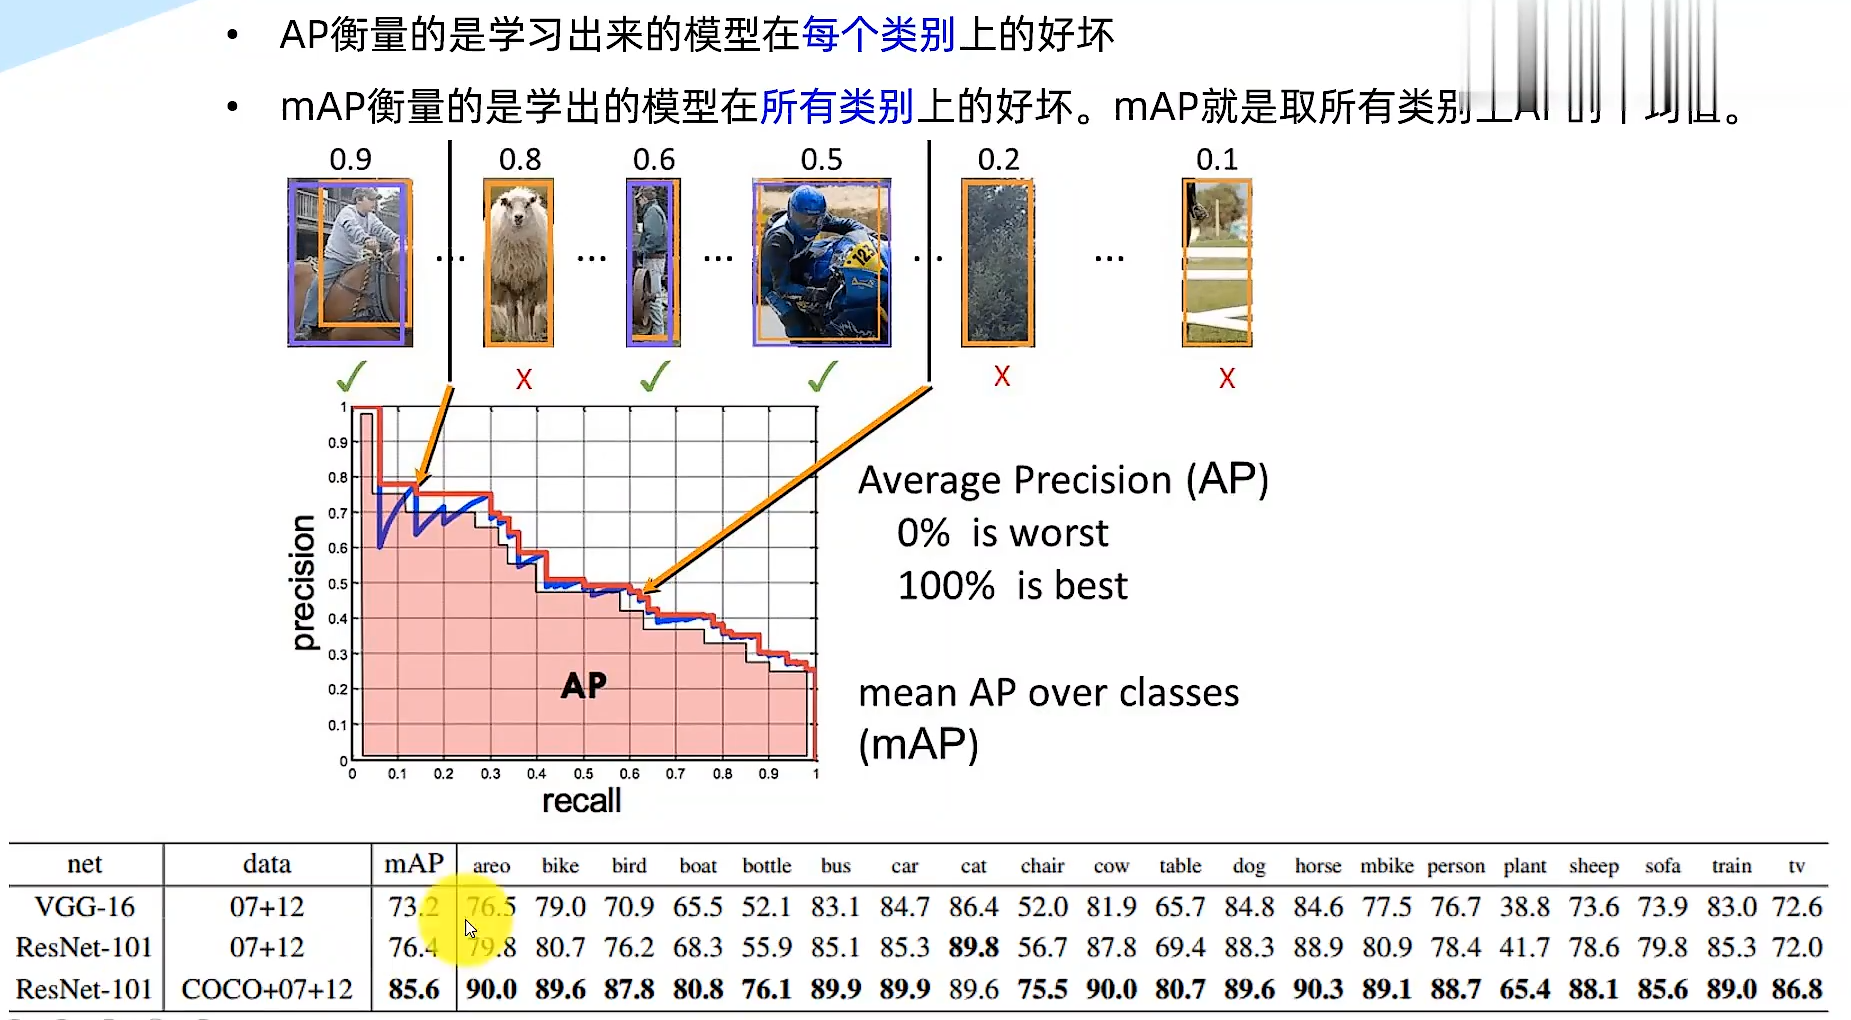 • AP衡量的是学习出来的模型在每个类别上的好坏
• mAP衡量的是学出的模型在所有类别上的好坏。mAP就是取所有类别上AP的平均值。
0.9 0.8 0.6 0.5 0.2 0.1
... ... ... ... ...
✓ X ✓ ✓ X X
123
1
0.9
0.8
0.7
0.6
0.5
0.4
0.3
0.2
0.1
0
precision
AP
0 0.1 0.2 0.3 0.4 0.5 0.6 0.7 0.8 0.9 1
recall
Average Precision (AP)
0% is worst
100% is best
mean AP over classes
(mAP)
net data mAP areo bike bird boat bottle bus car cat chair cow table dog horse mbike person plant sheep sofa train tv
VGG-16 07+12 73.2 76.5 79.0 70.9 65.5 52.1 83.1 84.7 86.4 52.0 81.9 65.7 84.8 84.6 77.5 76.7 38.8 73.6 73.9 83.0 72.6
ResNet-101 07+12 76.4 79.8 80.7 76.2 68.3 55.9 85.1 85.3 89.8 56.7 87.8 69.4 88.3 88.9 80.9 78.4 41.7 78.6 79.8 85.3 72.0
ResNet-101 COCO+07+12 85.6 90.0 89.6 87.8 80.8 76.1 89.9 89.9 89.6 75.5 90.0 80.7 89.6 90.3 89.1 88.7 65.4 88.1 85.6 89.0 86.8